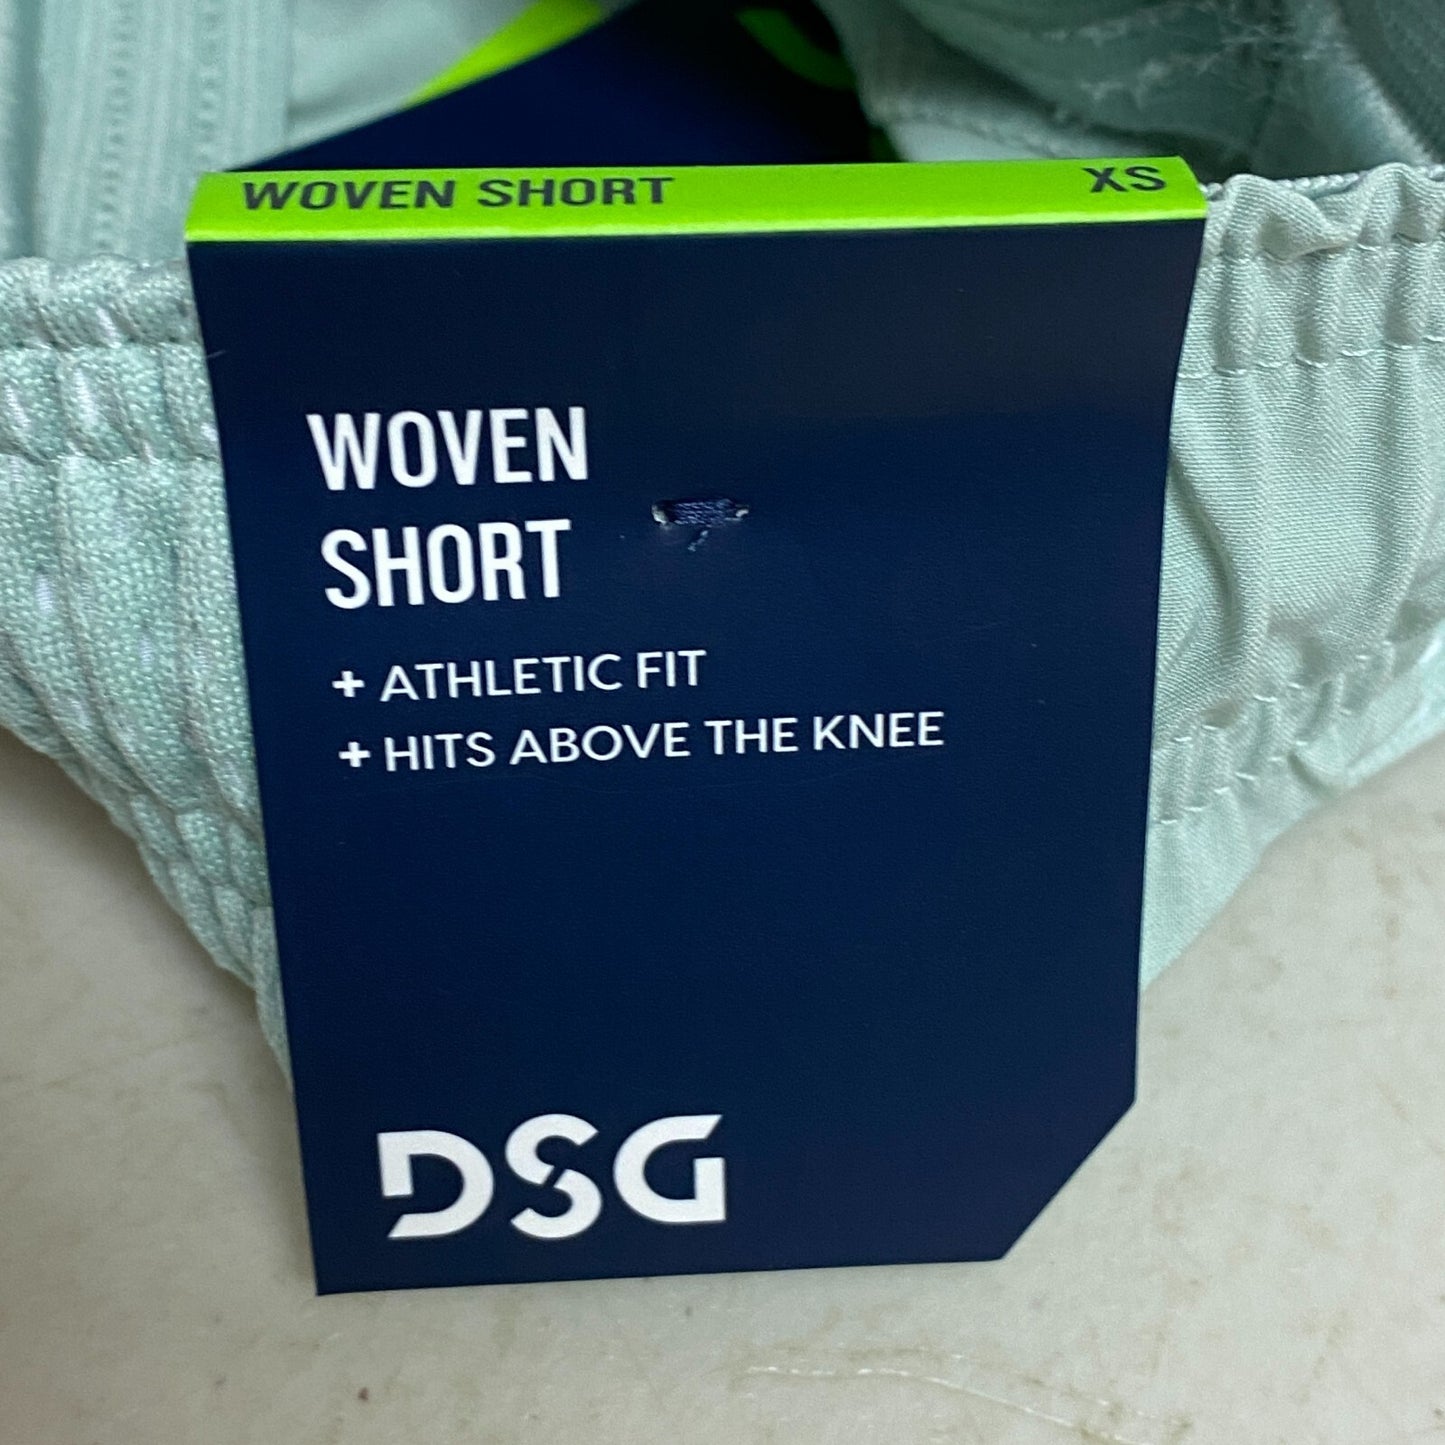 WOVEN SHORT XS
WOVEN
SHORT
+ ATHLETIC FIT
+ HITS ABOVE THE KNEE
DSG